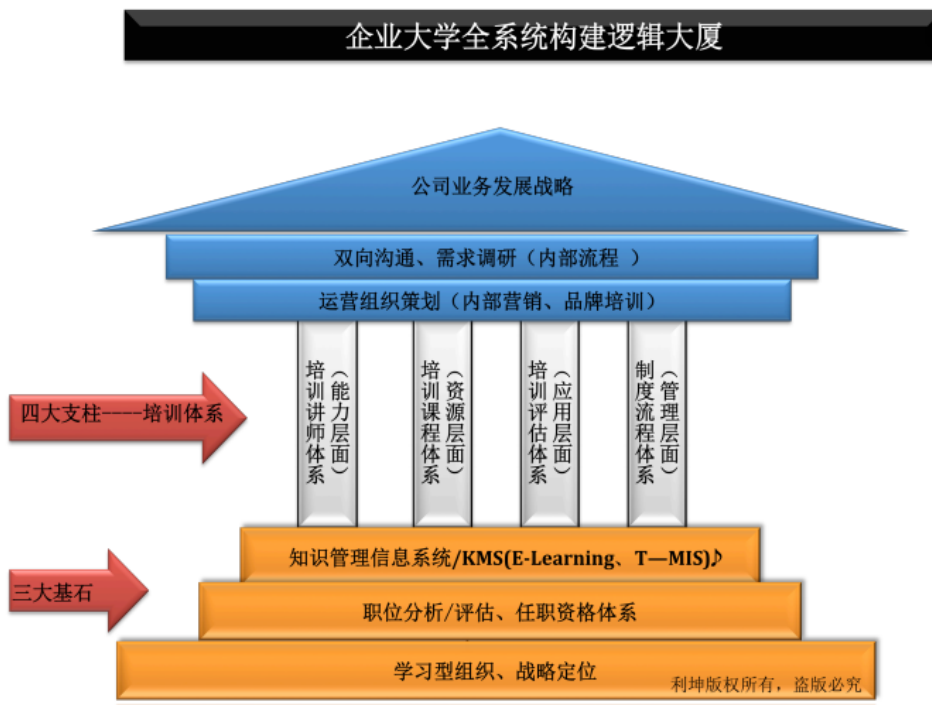 企业大学全系统构建逻辑大厦
公司业务发展战略
双向沟通、需求调研（内部流程 ）
运营组织策划（内部营销、品牌培训）
四大支柱----培训体系
培训讲师体系
（能力层面）
培训课程体系
（资源层面）
培训评估体系
（应用层面）
制度流程体系
（管理层面）
三大基石
知识管理信息系统/KMS(E-Learning、T—MIS)♪
职位分析/评估、任职资格体系
学习型组织、战略定位
利坤版权所有，盗版必究